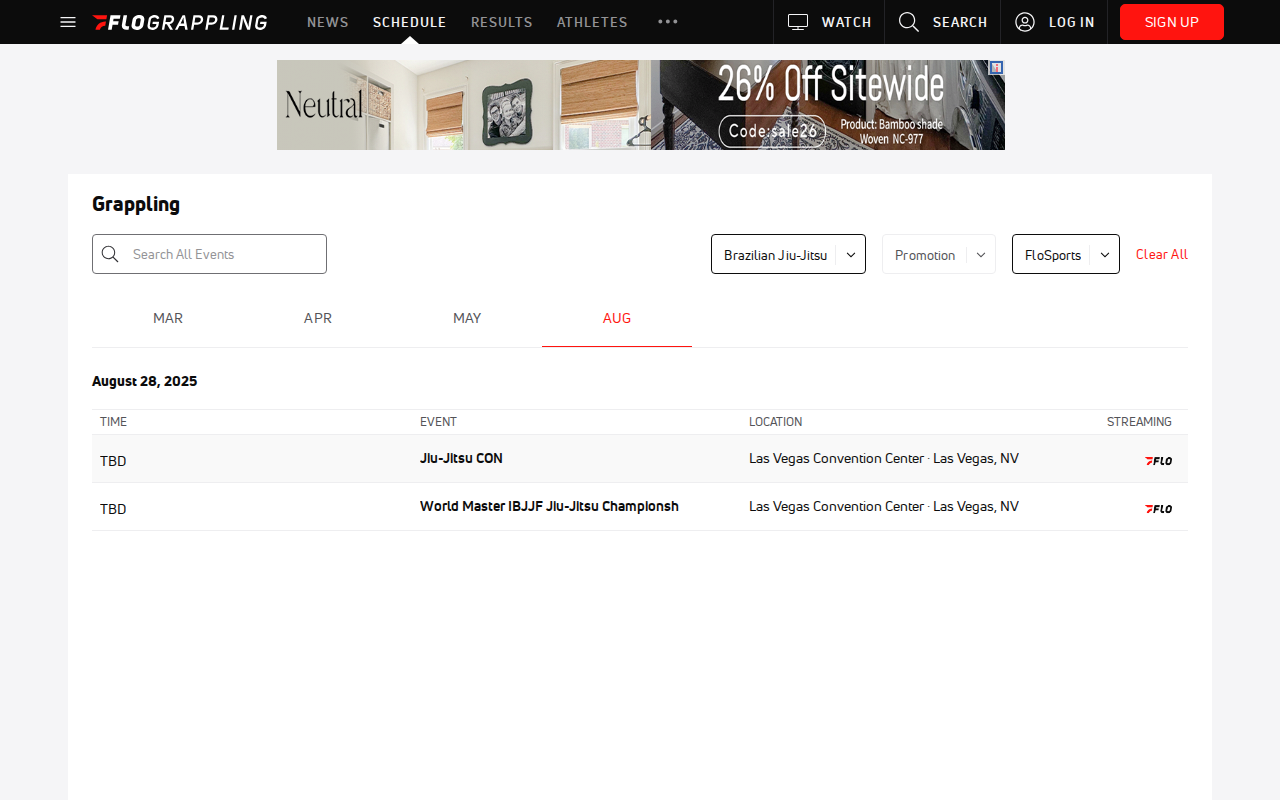 FLOGRAPPLING NEWS SCHEDULE RESULTS ATHLETES ••• WATCH SEARCH LOG IN SIGN UP
Neutral
26% Off Sitewide
Code:sale26
Product: Bamboo shade
Woven NC-977
Grappling
Search All Events Brazilian Jiu-Jitsu Promotion FloSports Clear All
MAR APR MAY AUG
August 28, 2025
TIME EVENT LOCATION STREAMING
TBD Jiu-Jitsu CON Las Vegas Convention Center · Las Vegas, NV FLO
TBD World Master IBJJF Jiu-Jitsu Championsh Las Vegas Convention Center · Las Vegas, NV FLO